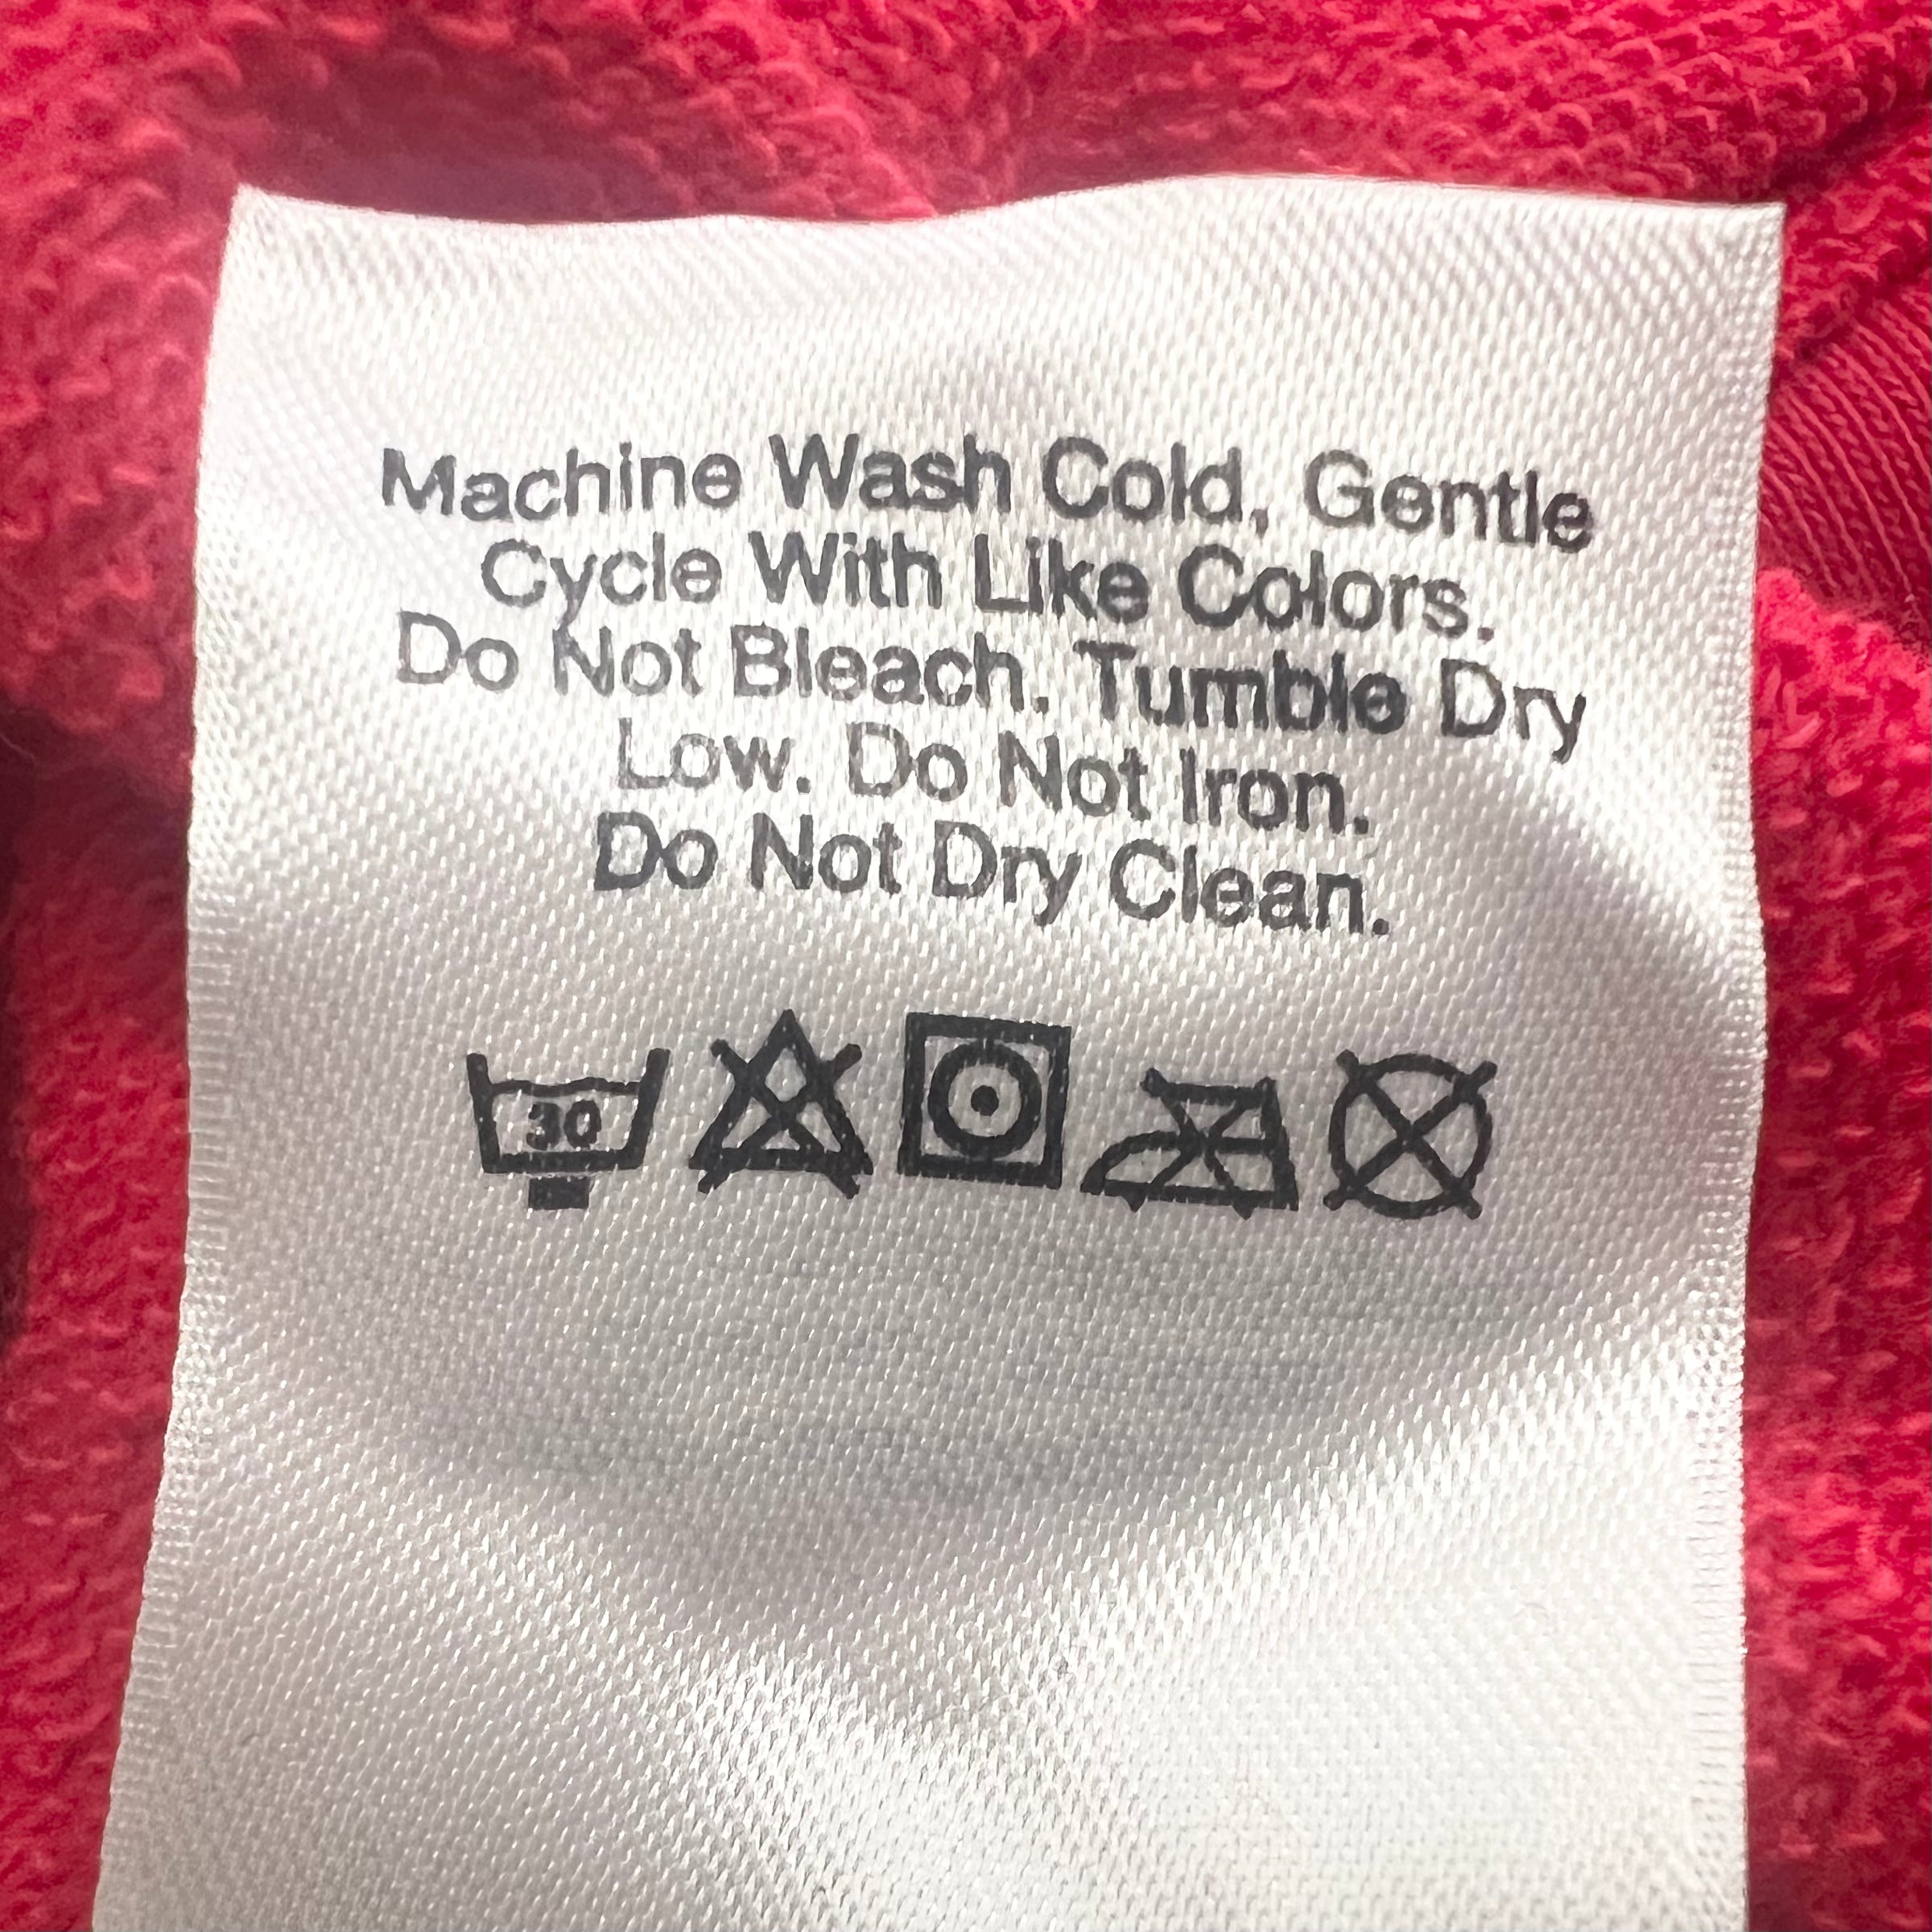 Machine Wash Cold, Gentle
Cycle With Like Colors.
Do Not Bleach. Tumble Dry
Low. Do Not Iron.
Do Not Dry Clean.
30